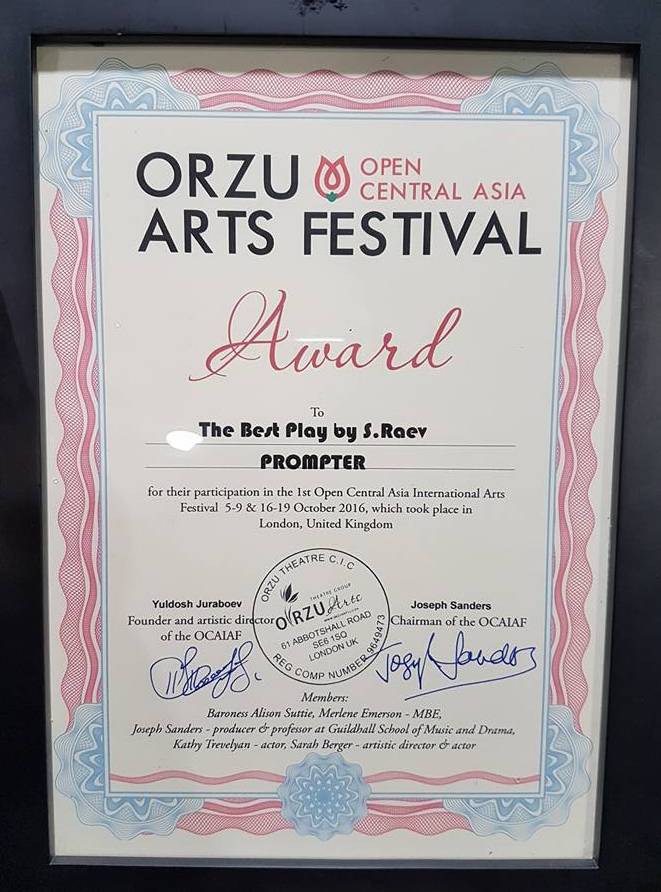 ORZU OPEN CENTRAL ASIA
ARTS FESTIVAL
Award
To
The Best Play by S.Raev
PROMPTER
for their participation in the 1st Open Central Asia International Arts
Festival 5-9 & 16-19 October 2016, which took place in
London, United Kingdom
ORZU THEATRE C.I.C
THEATRE GROUP
ORZU Arts
61 ABBOTSHALL ROAD
SE6 1SQ
LONDON UK
REG COMP NUMBER 9649473
Yuldosh Juraboev
Founder and artistic director
of the OCAIAF
Joseph Sanders
Chairman of the OCAIAF
Members:
Baroness Alison Suttie, Merlene Emerson - MBE,
Joseph Sanders - producer & professor at Guildhall School of Music and Drama,
Kathy Trevelyan - actor, Sarah Berger - artistic director & actor